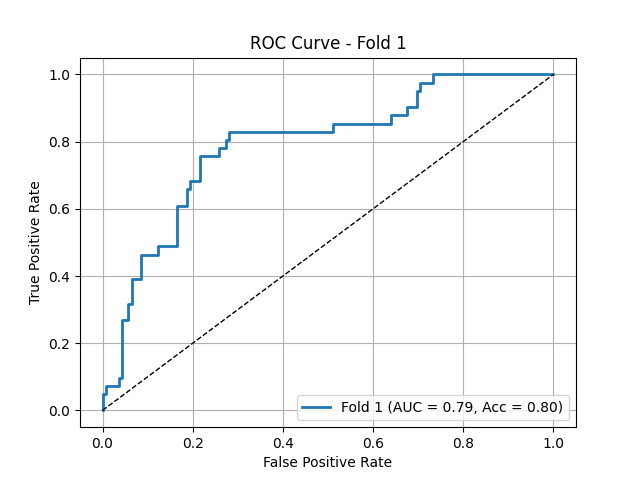 ROC Curve - Fold 1
True Positive Rate
1.0
0.8
0.6
0.4
0.2
0.0
0.0 0.2 0.4 0.6 0.8 1.0
False Positive Rate
Fold 1 (AUC = 0.79, Acc = 0.80)